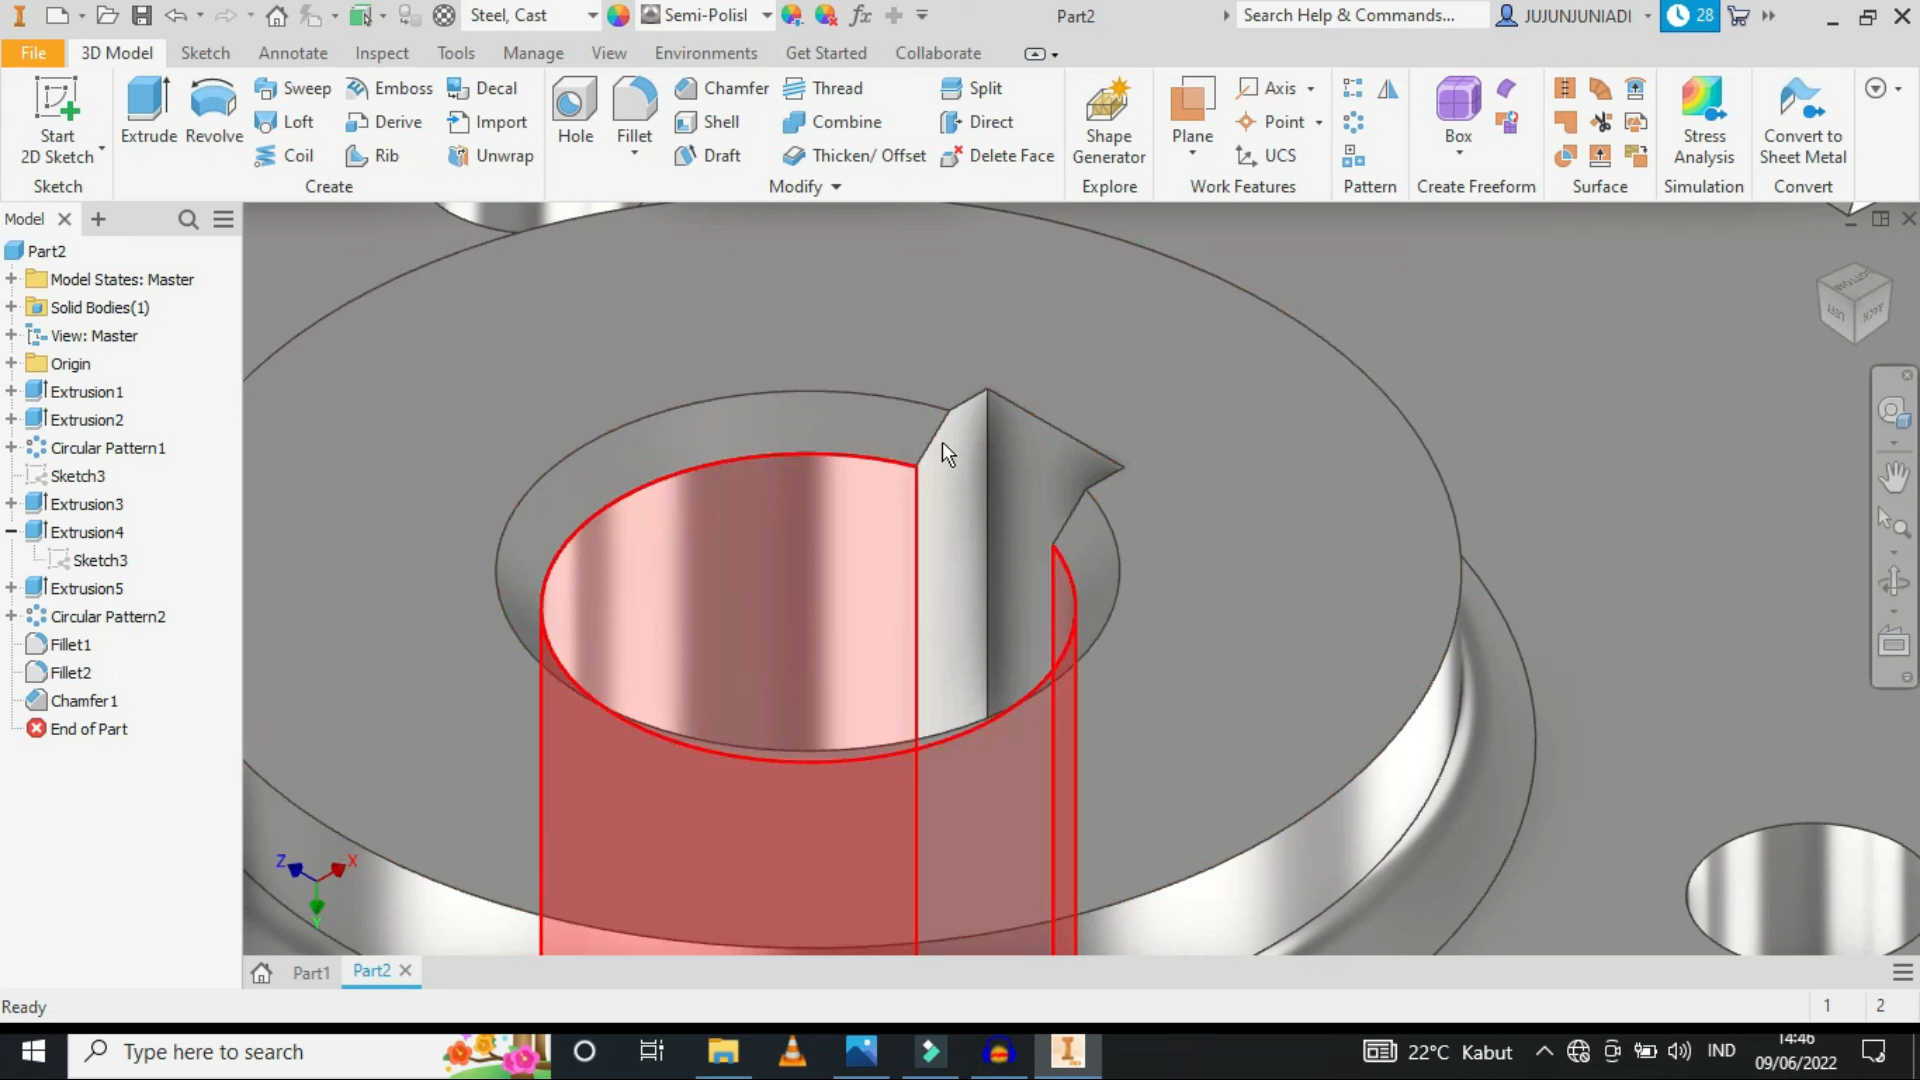 Steel, Cast
Semi-Polisl
fx
Part2
Search Help & Commands...
JUJUNJUNIADI
28
File
3D Model
Sketch
Annotate
Inspect
Tools
Manage
View
Environments
Get Started
Collaborate
Start
2D Sketch
Extrude
Revolve
Sweep
Loft
Coil
Emboss
Derive
Rib
Decal
Import
Unwrap
Hole
Fillet
Chamfer
Shell
Draft
Thread
Combine
Thicken/ Offset
Split
Direct
Delete Face
Shape
Generator
Plane
Axis
Point
UCS
Box
Stress
Analysis
Convert to
Sheet Metal
Sketch
Create
Modify
Explore
Work Features
Pattern
Create Freeform
Surface
Simulation
Convert
Model
Part2
Model States: Master
Solid Bodies(1)
View: Master
Origin
Extrusion1
Extrusion2
Circular Pattern1
Sketch3
Extrusion3
Extrusion4
Sketch3
Extrusion5
Circular Pattern2
Fillet1
Fillet2
Chamfer1
End of Part
BOTTOM
LEFT
BACK
Z
X
Y
Part1
Part2
Ready
1
2
Type here to search
22°C Kabut
IND
14:46
09/06/2022